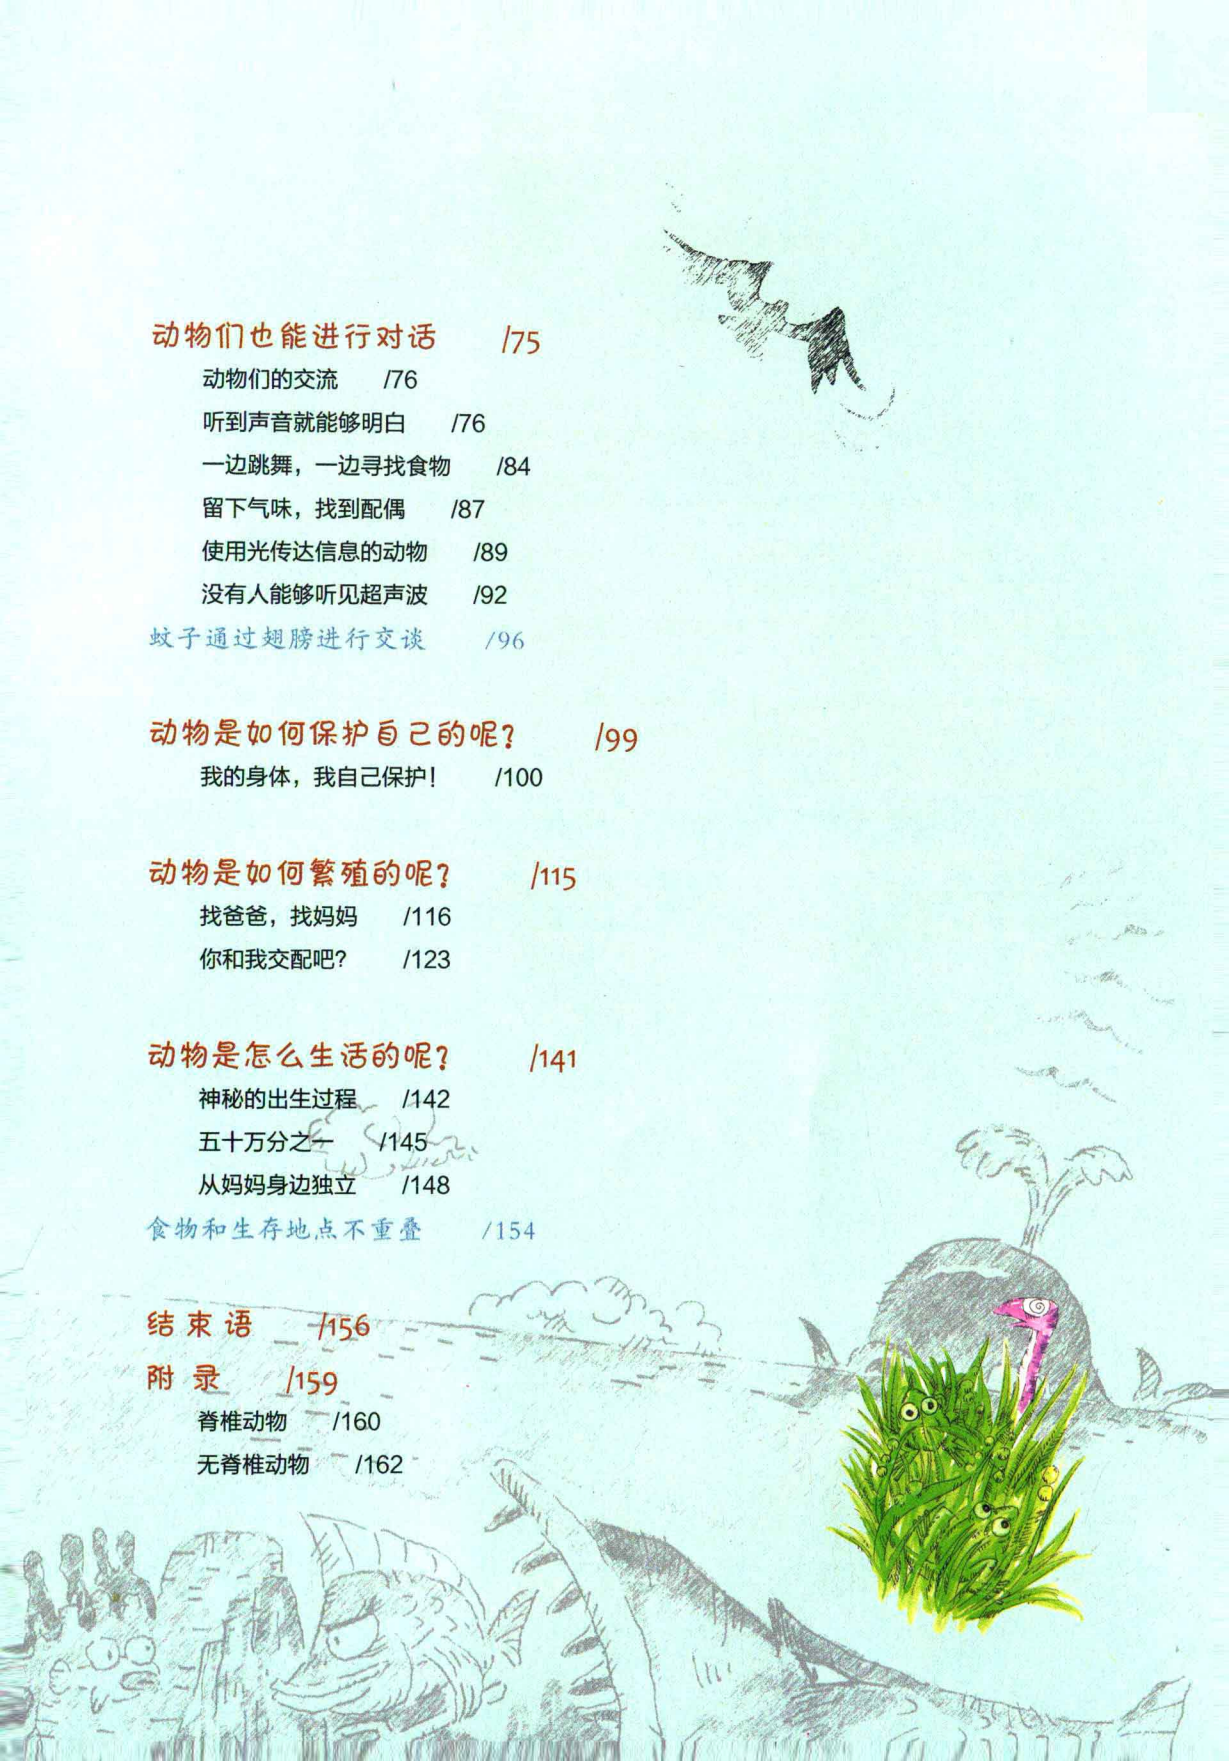 动物们也能进行对话 /75
动物们的交流 /76
听到声音就能够明白 /76
一边跳舞，一边寻找食物 /84
留下气味，找到配偶 /87
使用光传达信息的动物 /89
没有人能够听见超声波 /92
蚊子通过翅膀进行交谈 /96
动物是如何保护自己的呢？ /99
我的身体，我自己保护！ /100
动物是如何繁殖的呢？ /115
找爸爸，找妈妈 /116
你和我交配吧？ /123
动物是怎么生活的呢？ /141
神秘的出生过程 /142
五十万分之一 /145
从妈妈身边独立 /148
食物和生存地点不重叠 /154
结束语 /156
附录 /159
脊椎动物 /160
无脊椎动物 /162